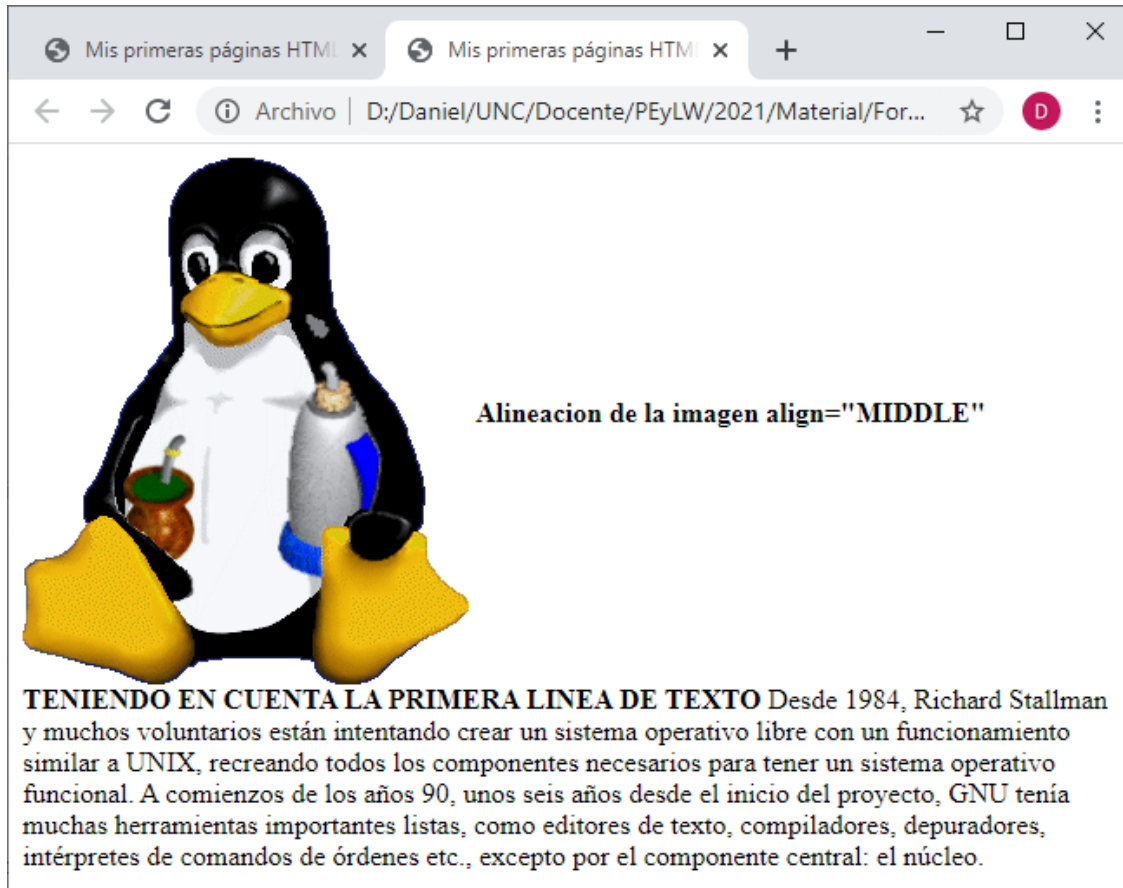 Mis primeras páginas HTML
Mis primeras páginas HTML
Archivo | D:/Daniel/UNC/Docente/PEyLW/2021/Material/For...
D
Alineacion de la imagen align="MIDDLE"
TENIENDO EN CUENTA LA PRIMERA LINEA DE TEXTO Desde 1984, Richard Stallman
y muchos voluntarios están intentando crear un sistema operativo libre con un funcionamiento
similar a UNIX, recreando todos los componentes necesarios para tener un sistema operativo
funcional. A comienzos de los años 90, unos seis años desde el inicio del proyecto, GNU tenía
muchas herramientas importantes listas, como editores de texto, compiladores, depuradores,
intérpretes de comandos de órdenes etc., excepto por el componente central: el núcleo.